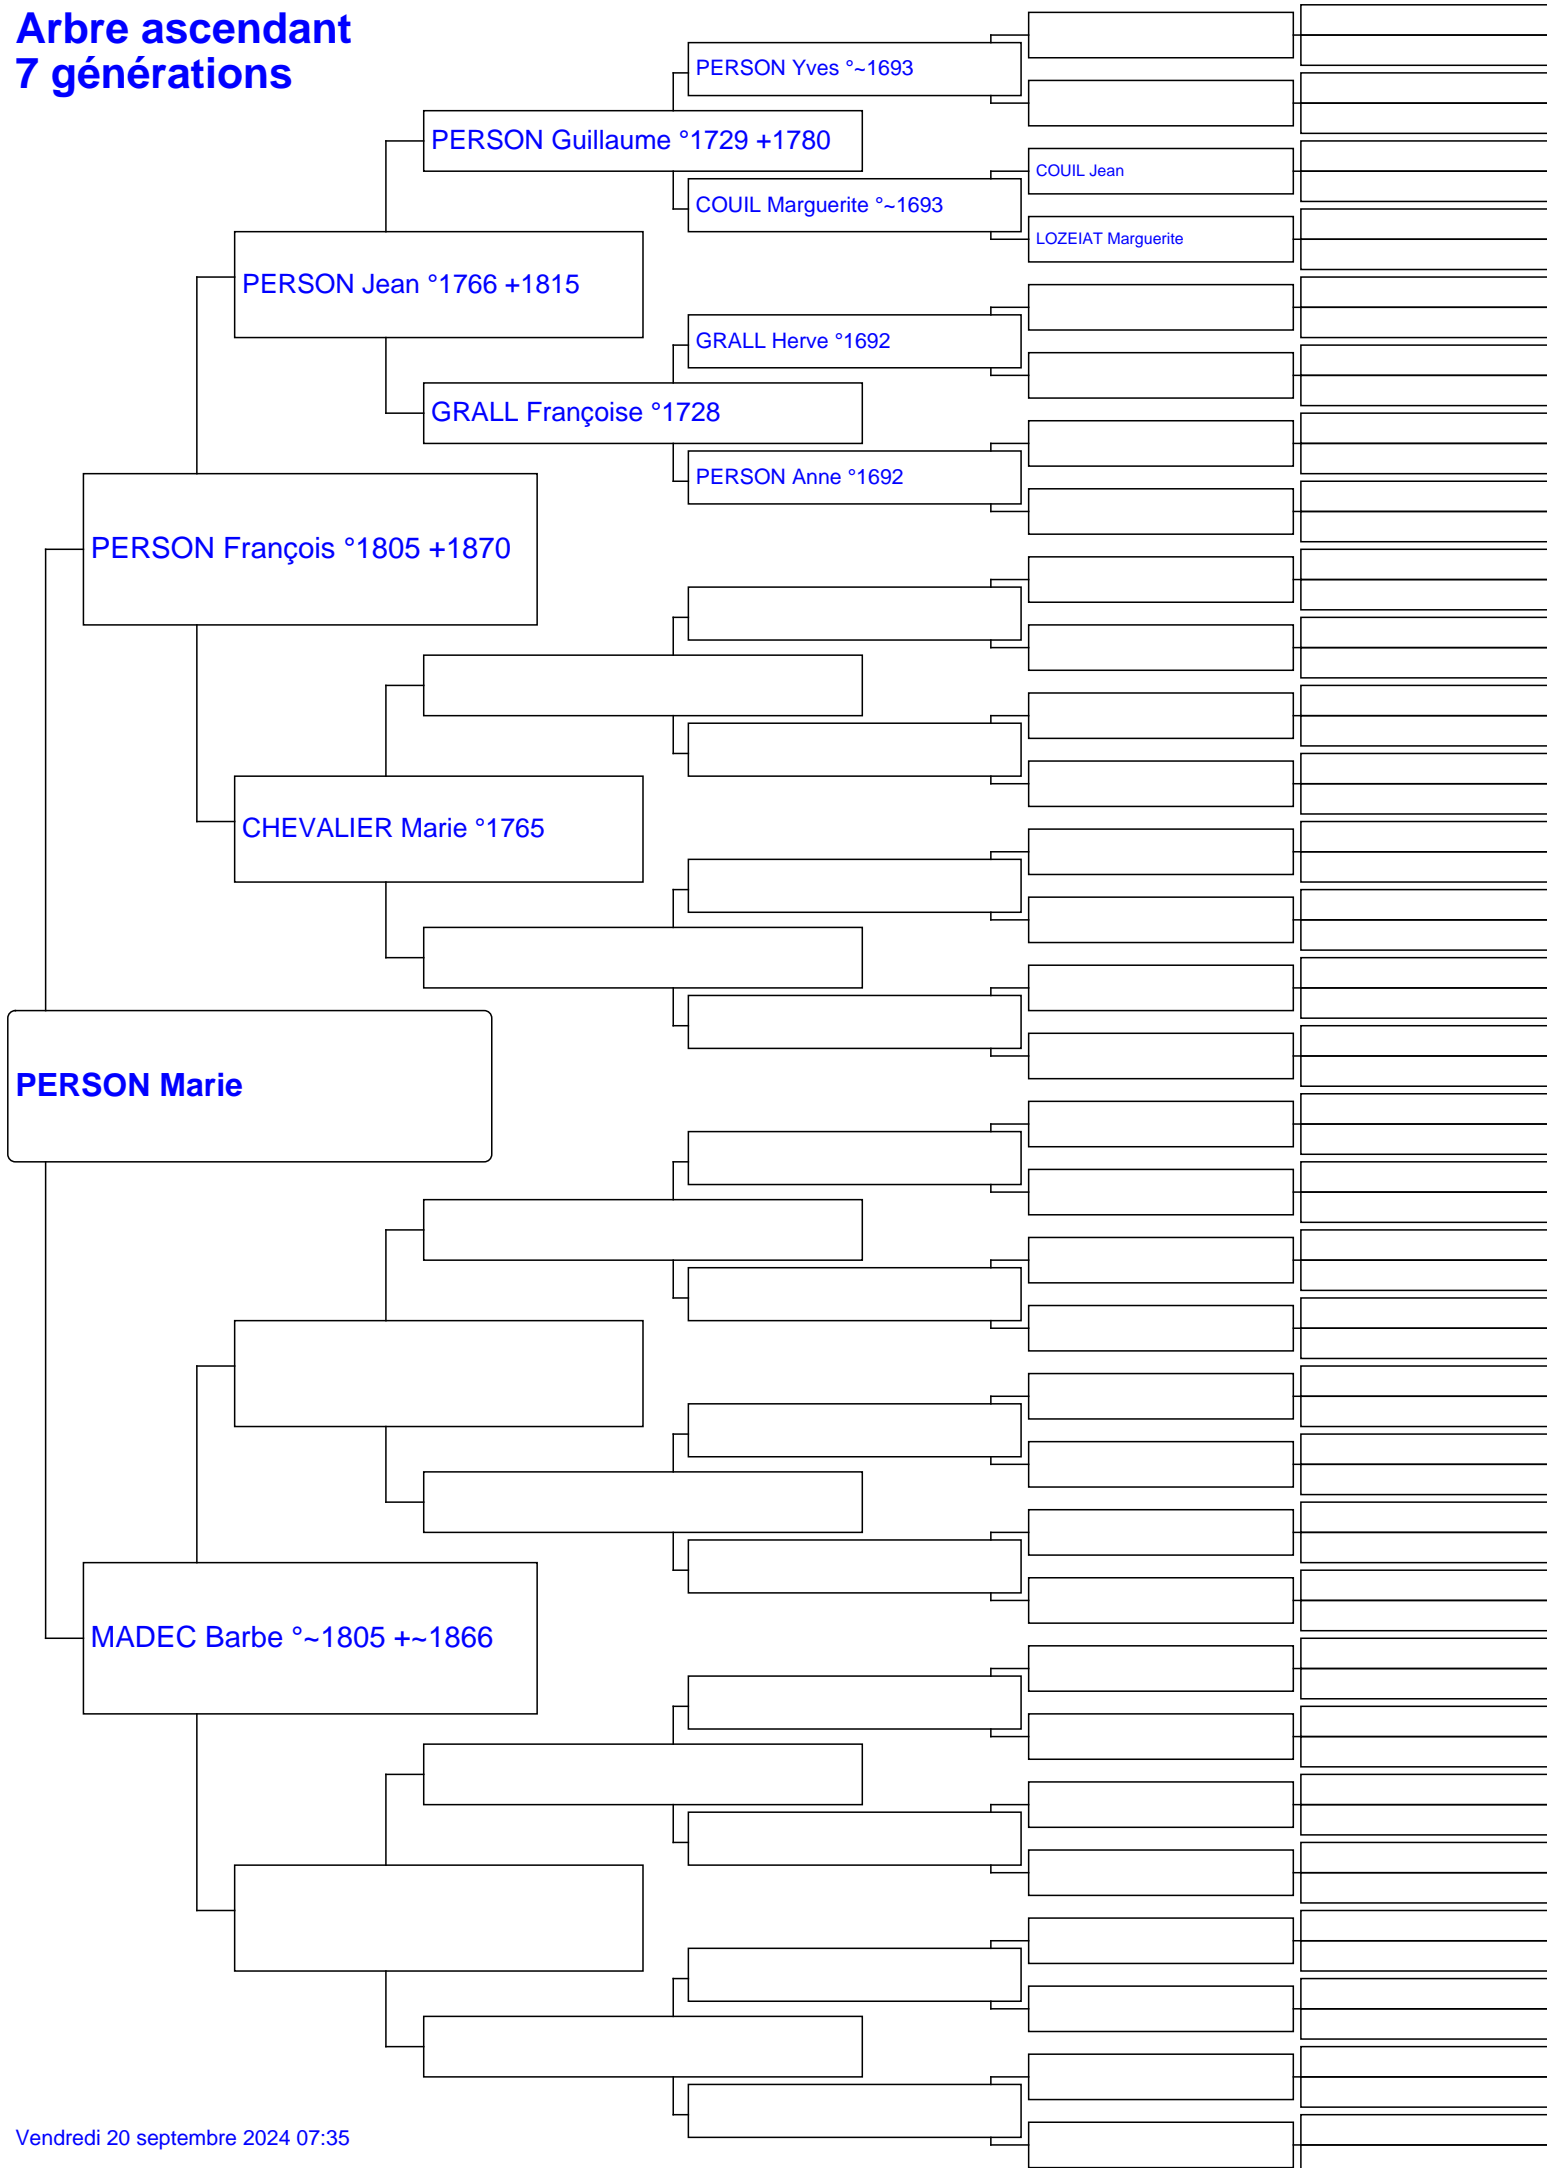 Arbre ascendant
7 générations
PERSON Yves °~1693
PERSON Guillaume °1729 +1780
COUIL Jean
COUIL Marguerite °~1693
LOZEIAT Marguerite
PERSON Jean °1766 +1815
GRALL Herve °1692
GRALL Françoise °1728
PERSON Anne °1692
PERSON François °1805 +1870
CHEVALIER Marie °1765
PERSON Marie
MADEC Barbe °~1805 +~1866
Vendredi 20 septembre 2024 07:35